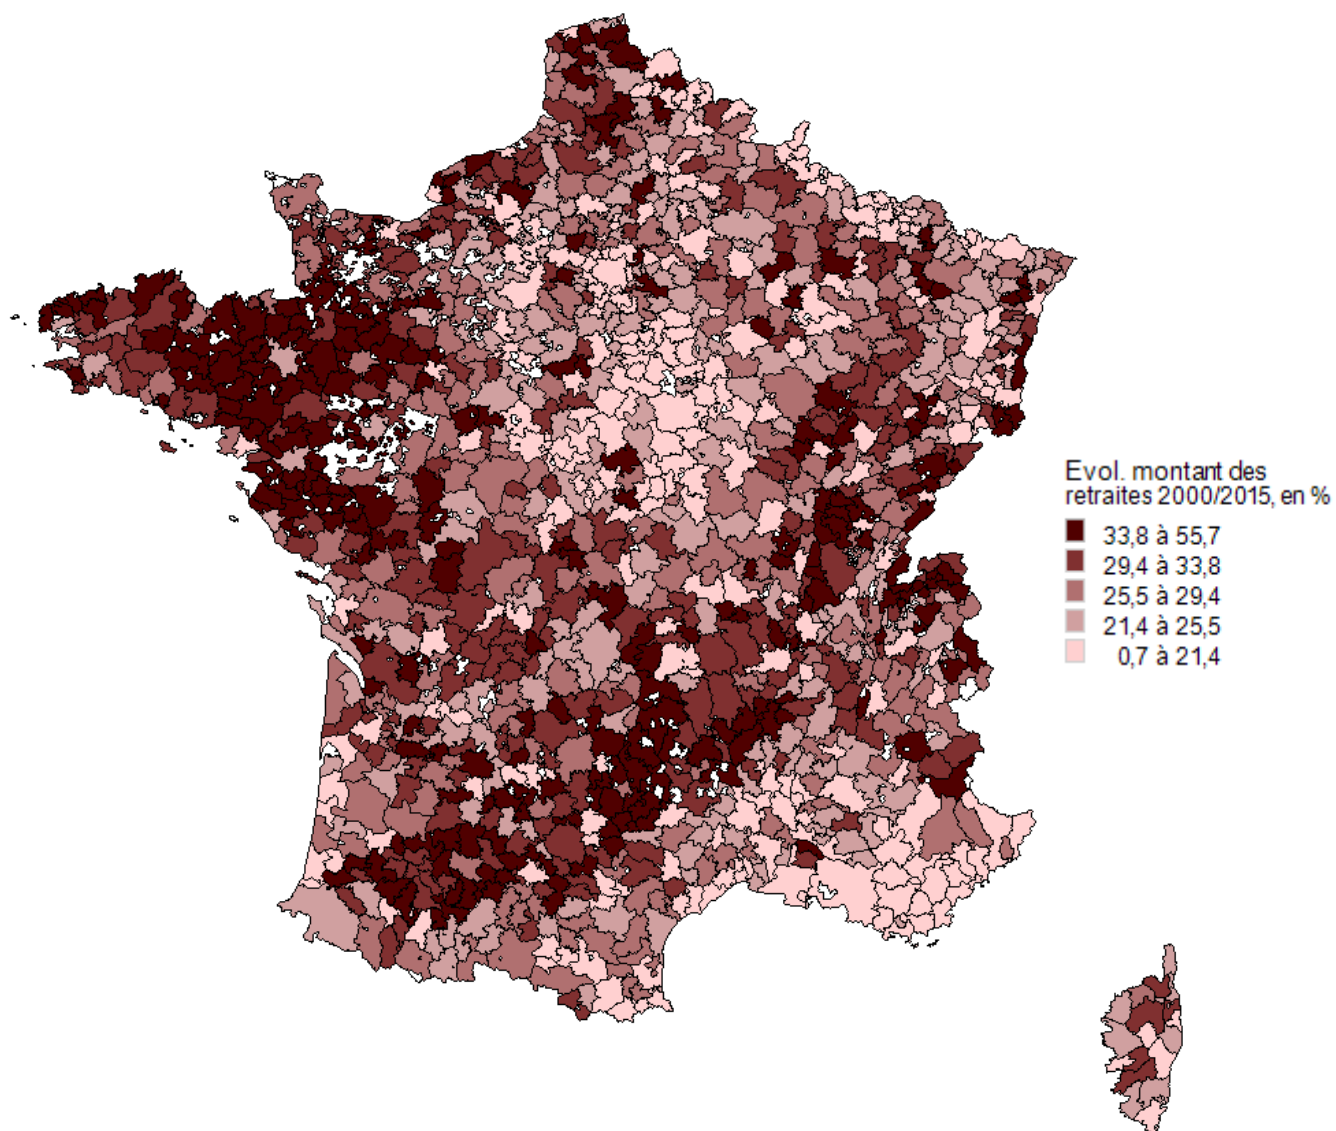 Evol. montant des
retraites 2000/2015, en %
33,8 à 55,7
29,4 à 33,8
25,5 à 29,4
21,4 à 25,5
0,7 à 21,4